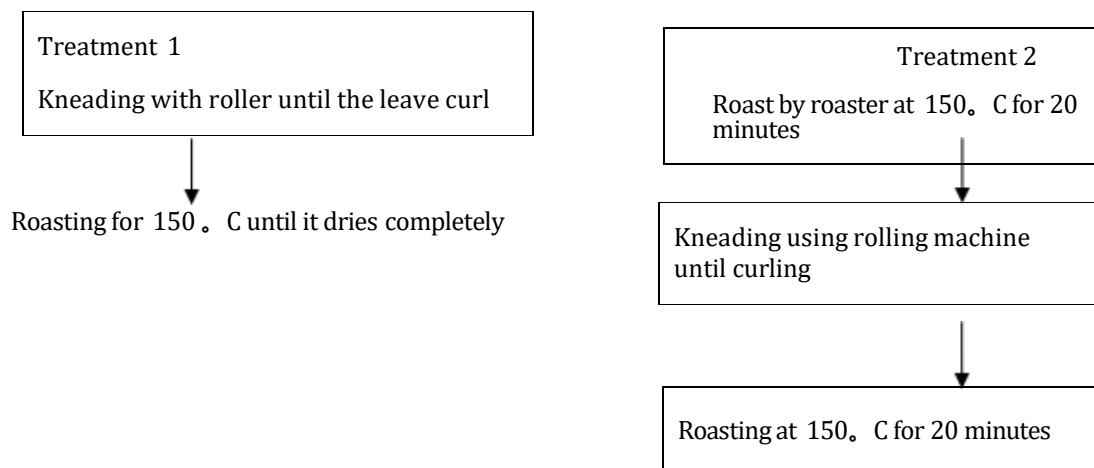 Treatment 1
Kneading with roller until the leave curl
Roasting for 150 。 C until it dries completely
Treatment 2
Roast by roaster at 150。 C for 20
minutes
Kneading using rolling machine
until curling
Roasting at 150。 C for 20 minutes